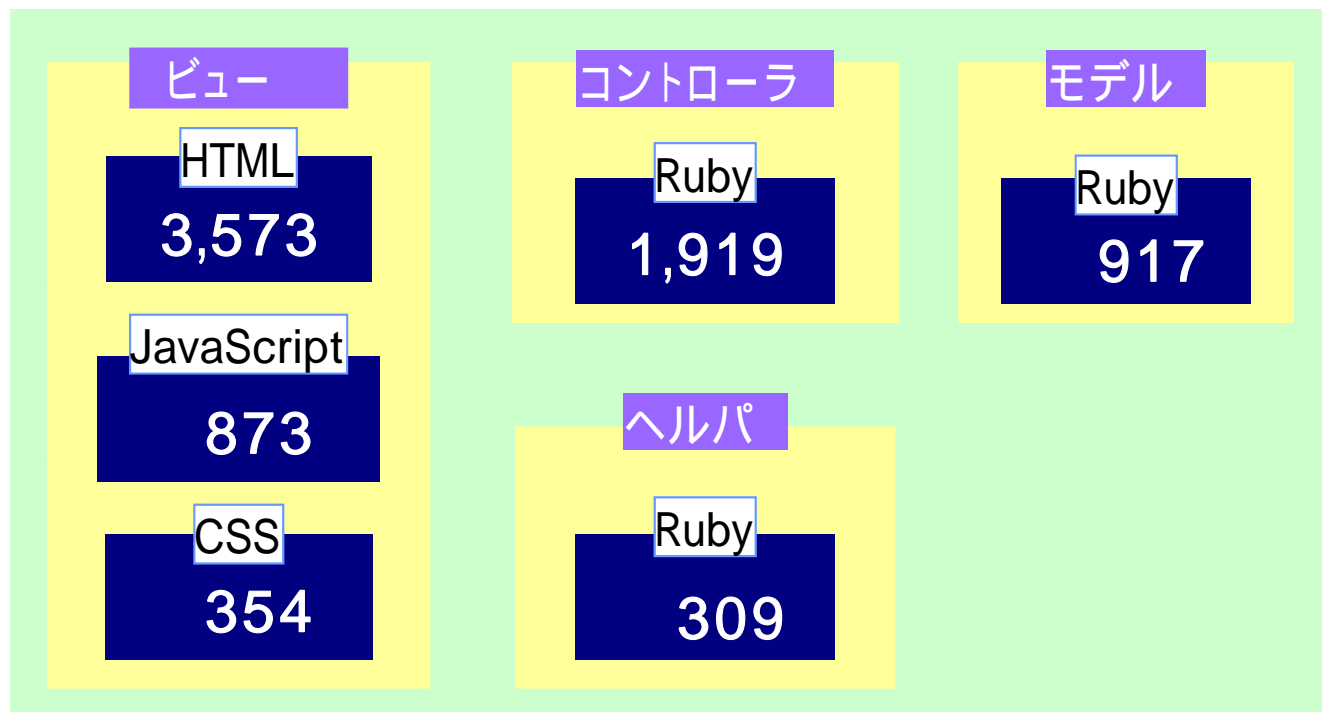 ビュー
HTML
3,573
JavaScript
873
CSS
354
コントローラ
Ruby
1,919
ヘルパ
Ruby
309
モデル
Ruby
917